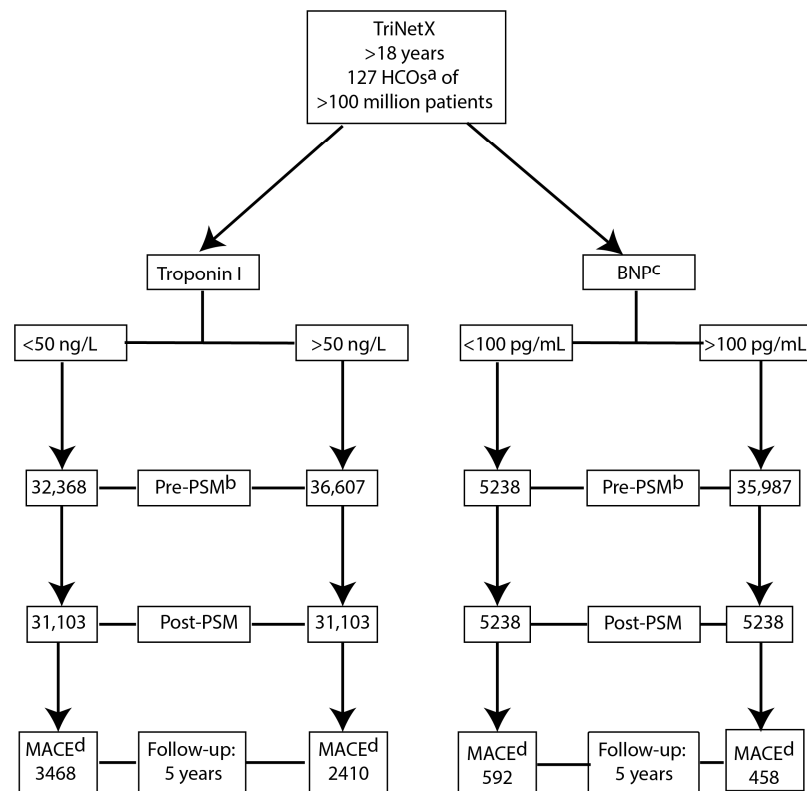 TriNetX
>18 years
127 HCOsª of
>100 million patients
Troponin I
BNPᶜ
<50 ng/L
>50 ng/L
<100 pg/mL
>100 pg/mL
32,368
Pre-PSMᵇ
36,607
5238
Pre-PSMᵇ
35,987
31,103
Post-PSM
31,103
5238
Post-PSM
5238
MACEᵈ
3468
Follow-up:
5 years
MACEᵈ
2410
MACEᵈ
592
Follow-up:
5 years
MACEᵈ
458